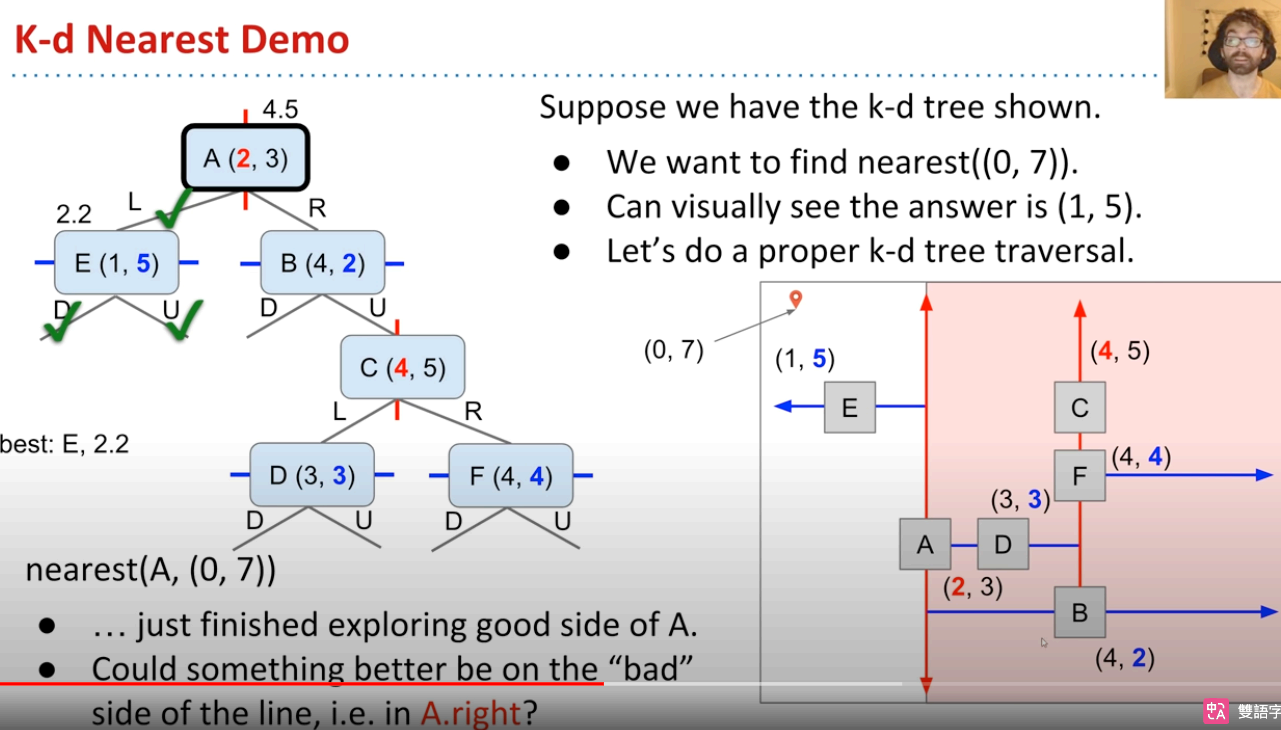 K-d Nearest Demo
4.5
A (2, 3)
L
R
2.2
E (1, 5)
B (4, 2)
D
U
D
U
C (4, 5)
L
R
best: E, 2.2
D (3, 3)
F (4, 4)
D
U
D
U
nearest(A, (0, 7))
● … just finished exploring good side of A.
● Could something better be on the “bad”
side of the line, i.e. in A.right?
Suppose we have the k-d tree shown.
● We want to find nearest((0, 7)).
● Can visually see the answer is (1, 5).
● Let’s do a proper k-d tree traversal.
(0, 7)
(1, 5)
E
(4, 5)
C
(4, 4)
F
(3, 3)
A
D
(2, 3)
B
(4, 2)
中A
雙語字